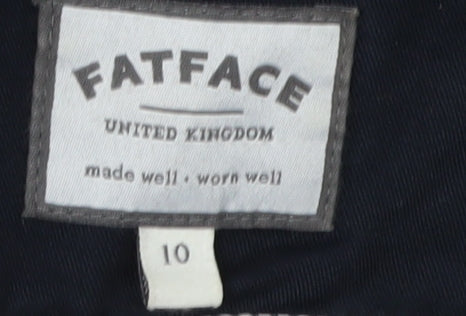 FATFACE
UNITED KINGDOM
made well • worn well
10